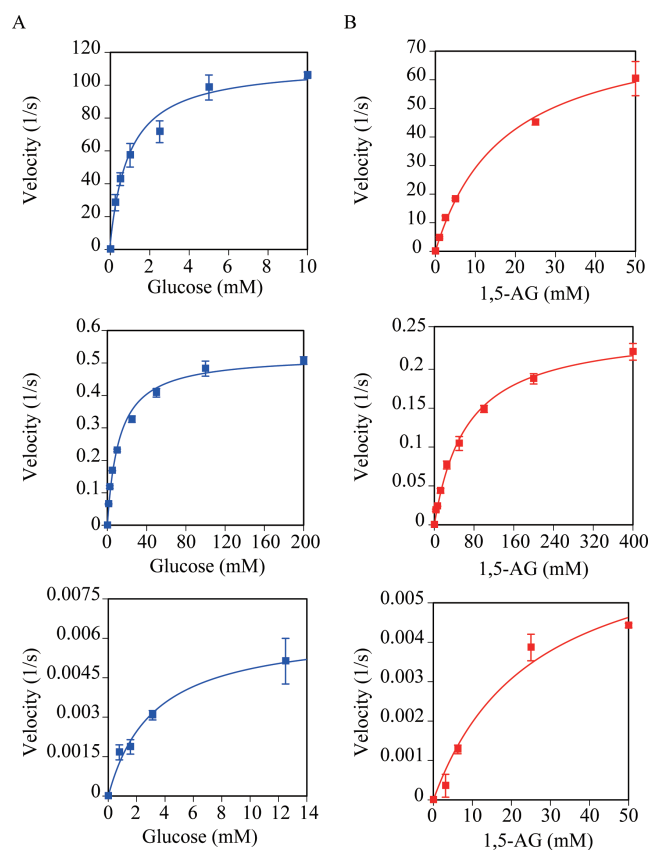 A
B
Velocity (1/s)
120
100
80
60
40
20
0
0 2 4 6 8 10
Glucose (mM)
Velocity (1/s)
70
60
50
40
30
20
10
0
0 10 20 30 40 50
1,5-AG (mM)
Velocity (1/s)
0.6
0.5
0.4
0.3
0.2
0.1
0
0 40 80 120 160 200
Glucose (mM)
Velocity (1/s)
0.25
0.2
0.15
0.1
0.05
0
0 80 160 240 320 400
1,5-AG (mM)
Velocity (1/s)
0.0075
0.006
0.0045
0.003
0.0015
0
0 2 4 6 8 10 12 14
Glucose (mM)
Velocity (1/s)
0.005
0.004
0.003
0.002
0.001
0
0 10 20 30 40 50
1,5-AG (mM)